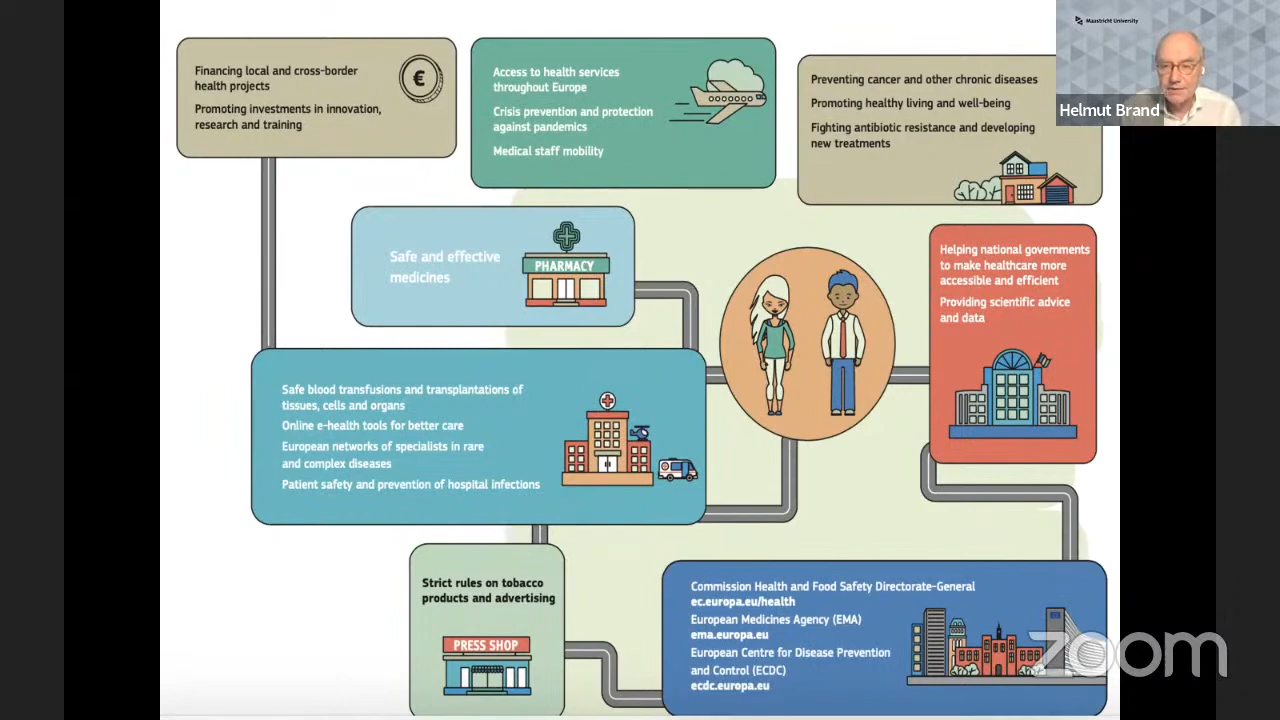 Financing local and cross-border
health projects
Promoting investments in innovation,
research and training
€
Access to health services
throughout Europe
Crisis prevention and protection
against pandemics
Medical staff mobility
Preventing cancer and other chronic diseases
Promoting healthy living and well-being
Fighting antibiotic resistance and developing
new treatments
Maastricht University
Helmut Brand
Safe and effective
medicines
PHARMACY
Helping national governments
to make healthcare more
accessible and efficient
Providing scientific advice
and data
Safe blood transfusions and transplantations of
tissues, cells and organs
Online e-health tools for better care
European networks of specialists in rare
and complex diseases
Patient safety and prevention of hospital infections
Strict rules on tobacco
products and advertising
PRESS SHOP
Commission Health and Food Safety Directorate-General
ec.europa.eu/health
European Medicines Agency (EMA)
ema.europa.eu
European Centre for Disease Prevention
and Control (ECDC)
ecdc.europa.eu
zoom